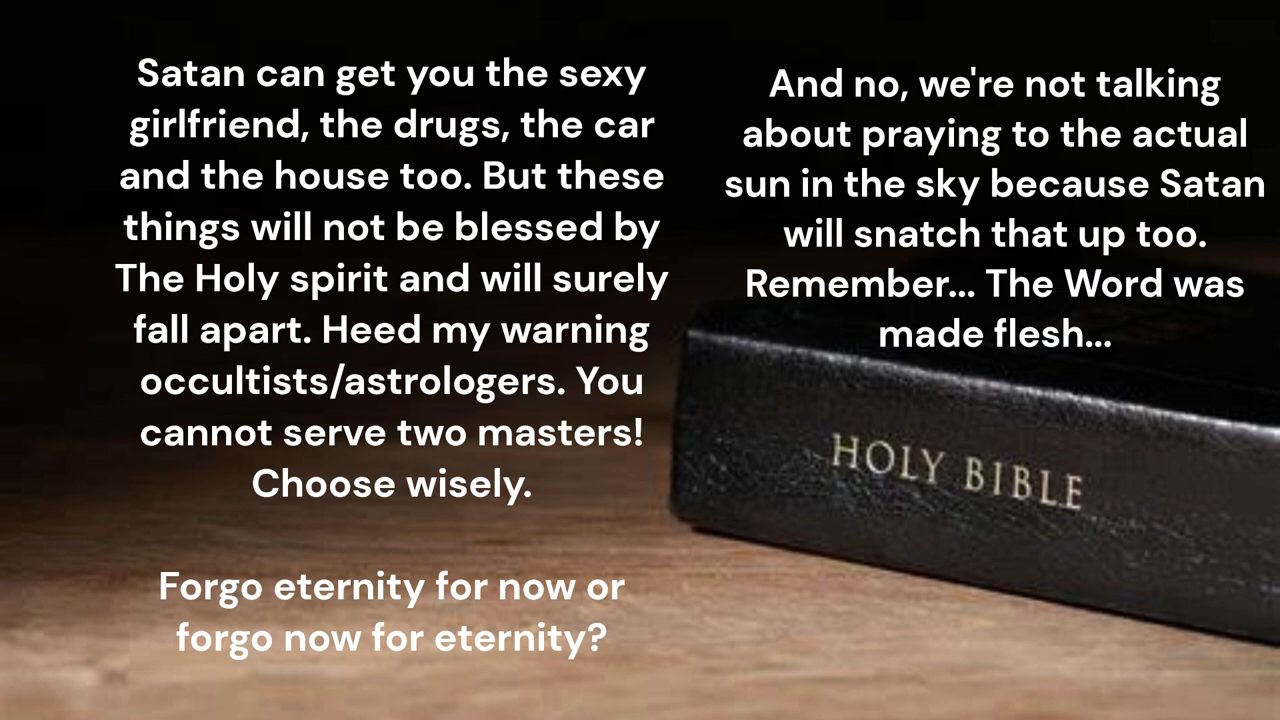 Satan can get you the sexy
girlfriend, the drugs, the car
and the house too. But these
things will not be blessed by
The Holy spirit and will surely
fall apart. Heed my warning
occultists/astrologers. You
cannot serve two masters!
Choose wisely.
Forgo eternity for now or
forgo now for eternity?
And no, we're not talking
about praying to the actual
sun in the sky because Satan
will snatch that up too.
Remember... The Word was
made flesh...
HOLY BIBLE